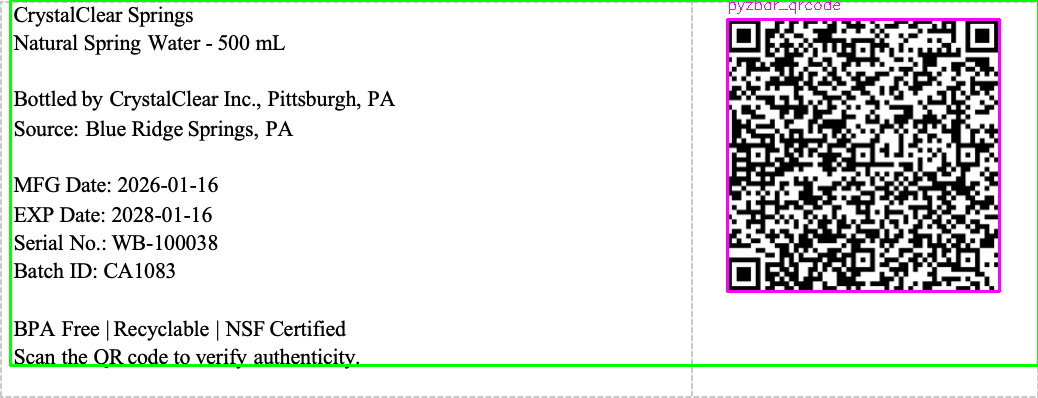 CrystalClear Springs
Natural Spring Water - 500 mL
Bottled by CrystalClear Inc., Pittsburgh, PA
Source: Blue Ridge Springs, PA
MFG Date: 2026-01-16
EXP Date: 2028-01-16
Serial No.: WB-100038
Batch ID: CA1083
BPA Free | Recyclable | NSF Certified
Scan the QR code to verify authenticity.
pyzbar_qrcode